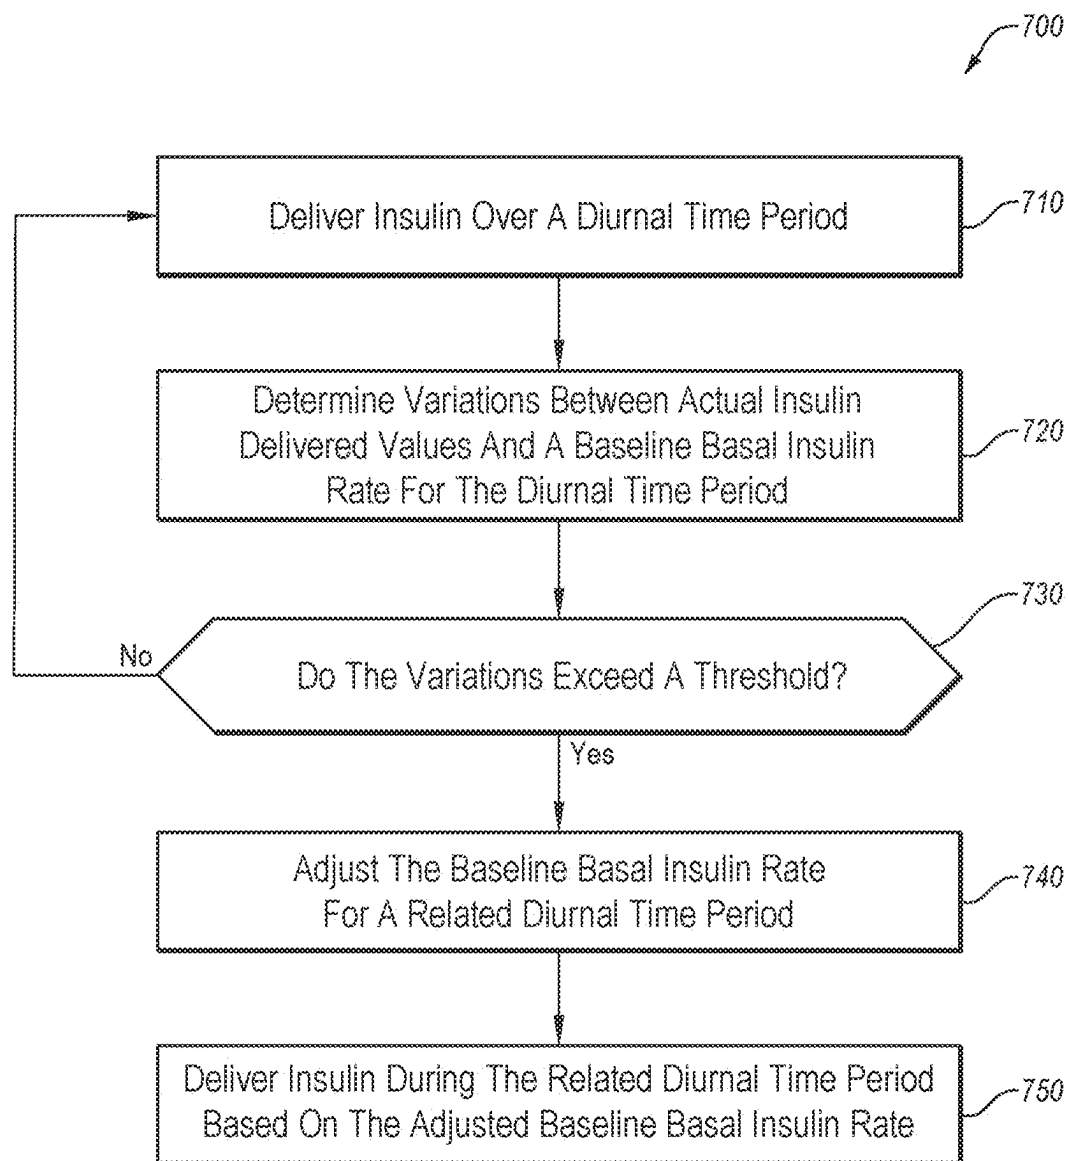 700
Deliver Insulin Over A Diurnal Time Period
710
Determine Variations Between Actual Insulin
Delivered Values And A Baseline Basal Insulin
Rate For The Diurnal Time Period
720
730
No
Do The Variations Exceed A Threshold?
Yes
Adjust The Baseline Basal Insulin Rate
For A Related Diurnal Time Period
740
Deliver Insulin During The Related Diurnal Time Period
Based On The Adjusted Baseline Basal Insulin Rate
750